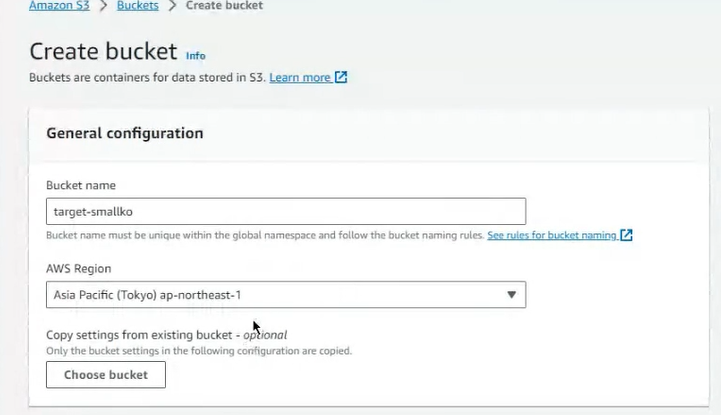 Amazon S3 > Buckets > Create bucket
Create bucket Info
Buckets are containers for data stored in S3. Learn more
General configuration
Bucket name
target-smallko
Bucket name must be unique within the global namespace and follow the bucket naming rules. See rules for bucket naming
AWS Region
Asia Pacific (Tokyo) ap-northeast-1
Copy settings from existing bucket - optional
Only the bucket settings in the following configuration are copied.
Choose bucket